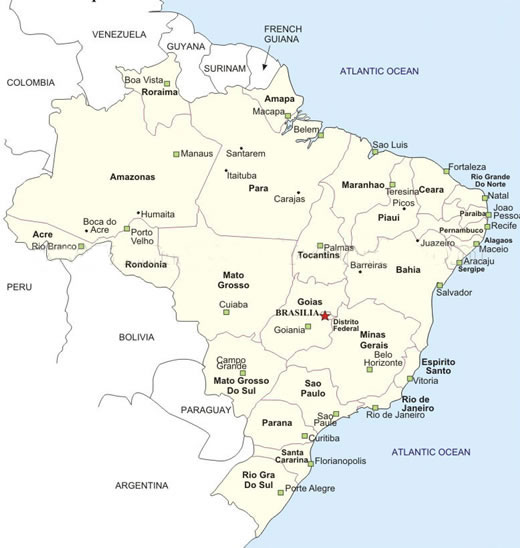 VENEZUELA
FRENCH
GUIANA
GUYANA
SURINAM
COLOMBIA
ATLANTIC OCEAN
Boa Vista
Roraima
Amapa
Macapa
Belem
Sao Luis
Manaus
Santarem
Fortaleza
Amazonas
Itaituba
Para
Maranhao
Teresina
Ceara
Rio Grande
Do Norte
Natal
Carajas
Picos
Paraiba
Joao
Pesso
Humaita
Piaui
Pernambuco
Recife
Acre
Boca do
Acre
Porto
Velho
Rio Branco
Palmas
Tocantins
Juazeiro
Alagaos
Maceio
Rondonia
Mato
Grosso
Barreiras
Bahia
Aracaju
Sergipe
PERU
Salvador
Goias
Cuiaba
BRASILIA
Distrito
Federal
Goiania
BOLIVIA
Minas
Gerais
Belo
Horizonte
Campo
Grande
Espirito
Santo
Mato Grosso
Do Sul
Sao
Paulo
Vitoria
PARAGUAY
Rio de
Janeiro
Sao
Paule
Rio de Janeiro
Parana
Curitiba
Santa
Cararina
Florianopolis
ATLANTIC OCEAN
Rio Gra
Do Sul
Porte Alegre
ARGENTINA